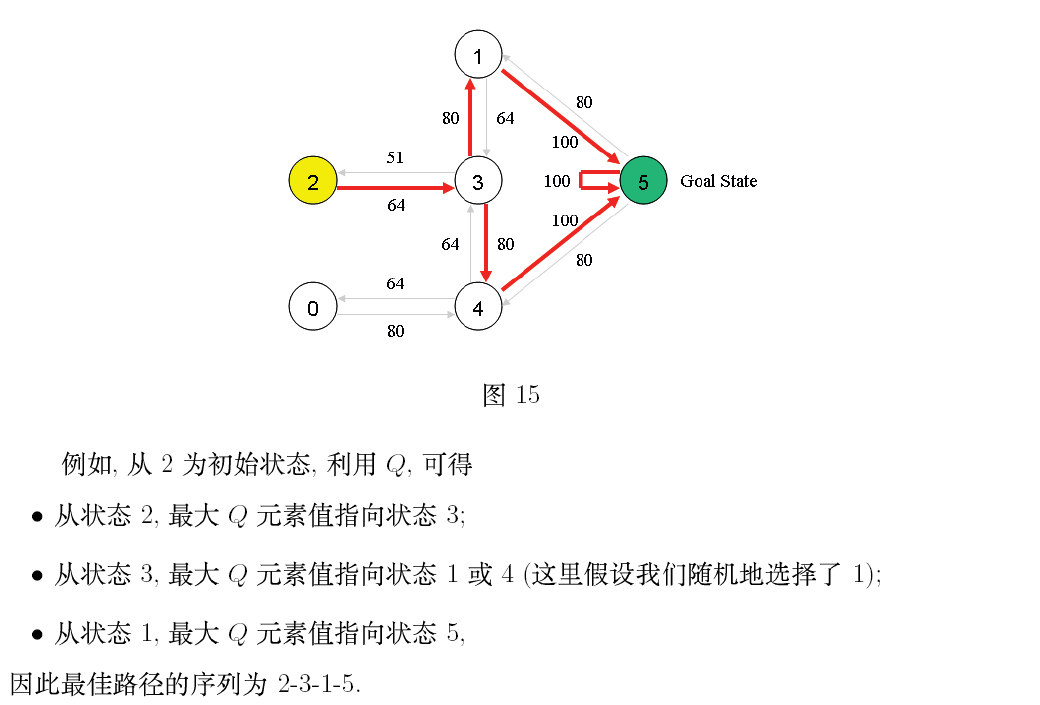 1
80
80
64
100
51
2
3
100
5
Goal State
64
100
64
80
80
64
0
4
80
图 15
例如, 从 2 为初始状态, 利用 Q, 可得
• 从状态 2, 最大 Q 元素值指向状态 3;
• 从状态 3, 最大 Q 元素值指向状态 1 或 4 (这里假设我们随机地选择了 1);
• 从状态 1, 最大 Q 元素值指向状态 5,
因此最佳路径的序列为 2-3-1-5.